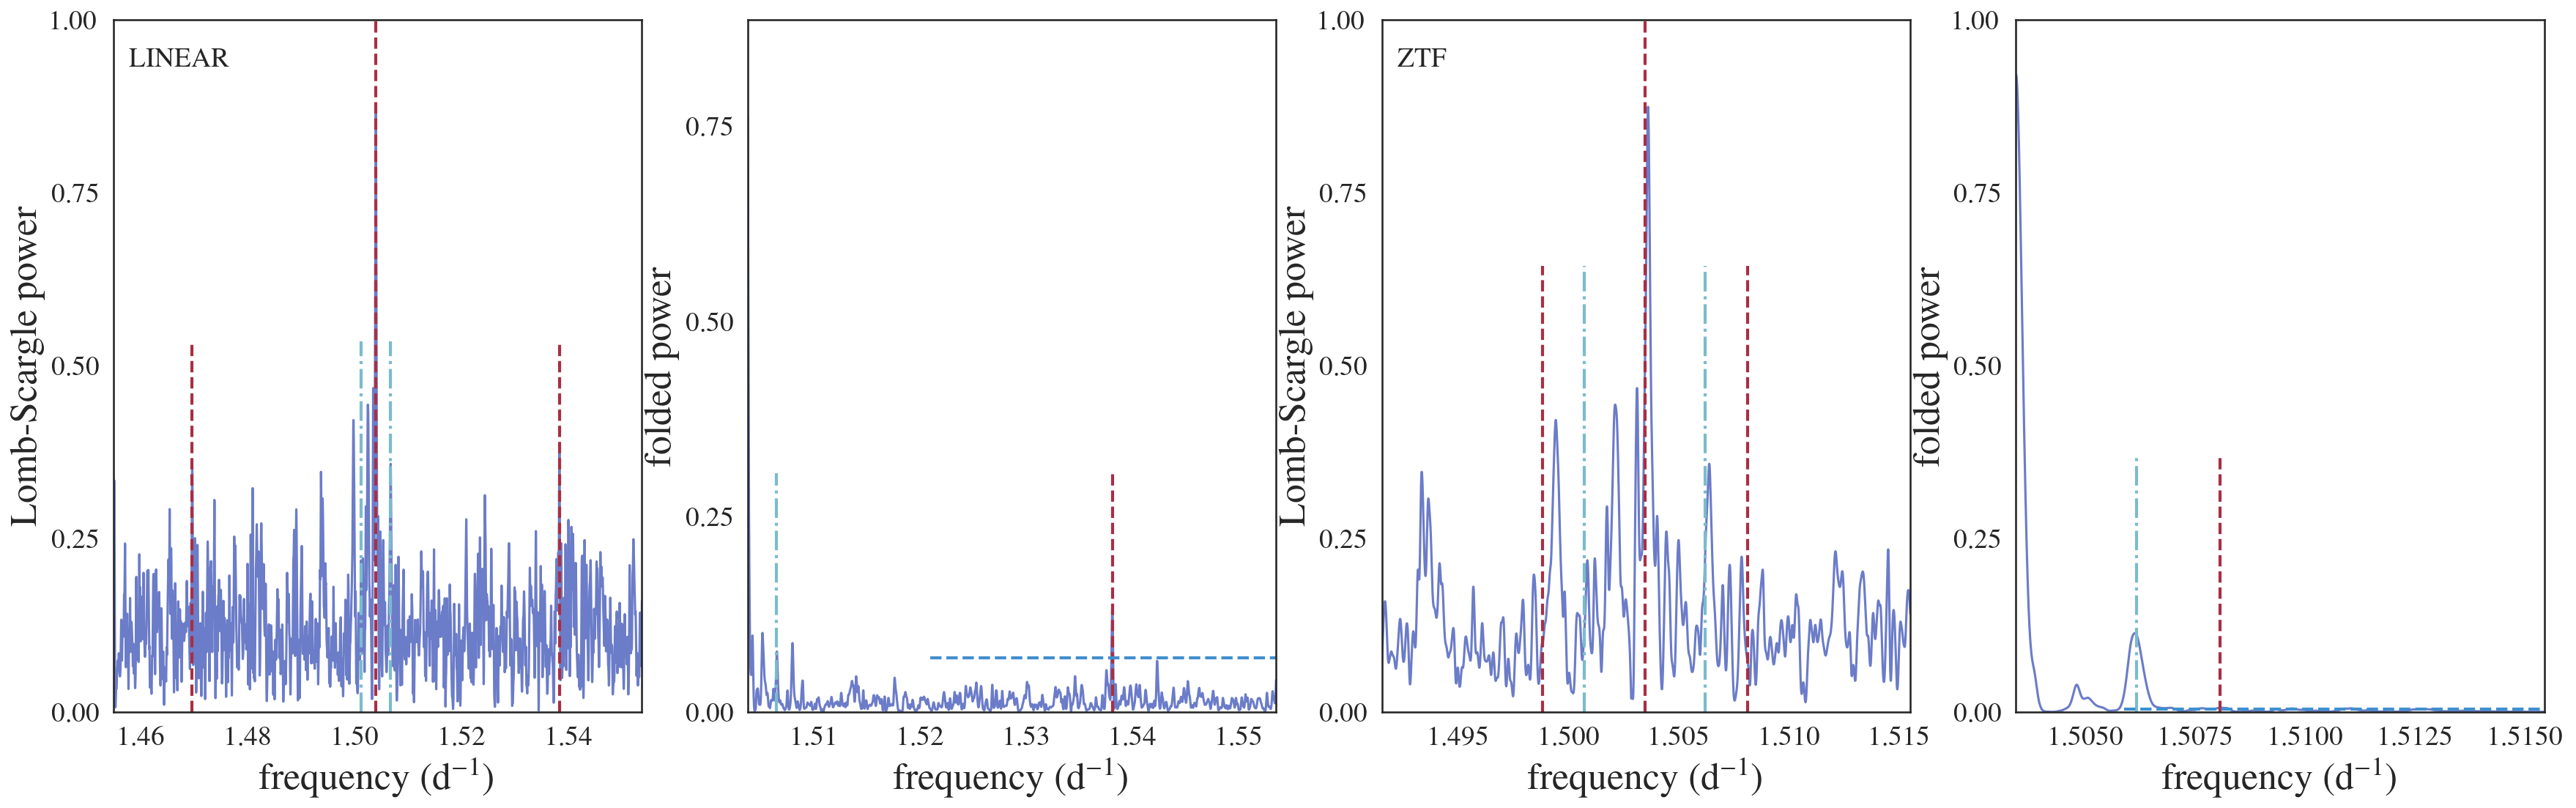 1.00
0.75
0.50
0.25
0.00
Lomb-Scargle power
LINEAR
1.46 1.48 1.50 1.52 1.54
frequency (d⁻¹)
0.75
0.50
0.25
0.00
folded power
1.51 1.52 1.53 1.54 1.55
frequency (d⁻¹)
1.00
0.75
0.50
0.25
0.00
Lomb-Scargle power
ZTF
1.495 1.500 1.505 1.510 1.515
frequency (d⁻¹)
1.00
0.75
0.50
0.25
0.00
folded power
1.5050 1.5075 1.5100 1.5125 1.5150
frequency (d⁻¹)